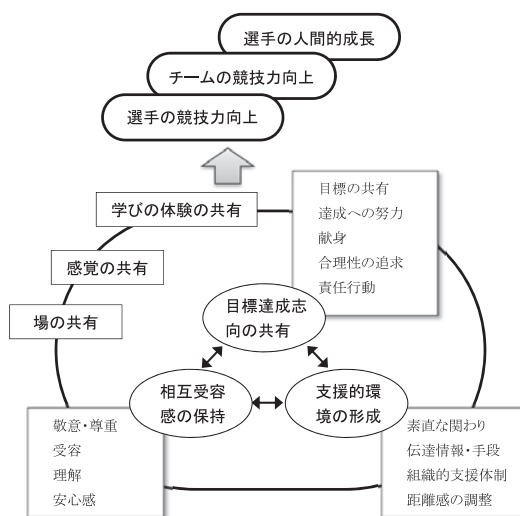 選手の人間的成長
チームの競技力向上
選手の競技力向上
学びの体験の共有
感覚の共有
場の共有
目標の共有
達成への努力
献身
合理性の追求
責任行動
目標達成志
向の共有
相互受容
感の保持
支援的環
境の形成
敬意・尊重
受容
理解
安心感
素直な関わり
伝達情報・手段
組織的支援体制
距離感の調整